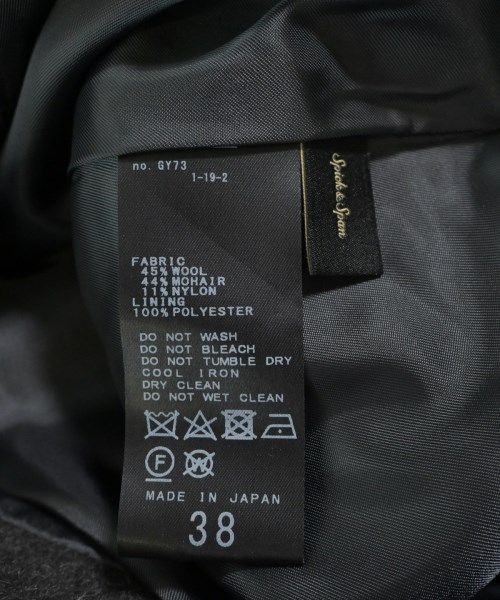 no. GY73
1-19-2
Spick & Span
FABRIC
45% WOOL
44% MOHAIR
11% NYLON
LINING
100% POLYESTER
DO NOT WASH
DO NOT BLEACH
DO NOT TUMBLE DRY
COOL IRON
DRY CLEAN
DO NOT WET CLEAN
F W
MADE IN JAPAN
38